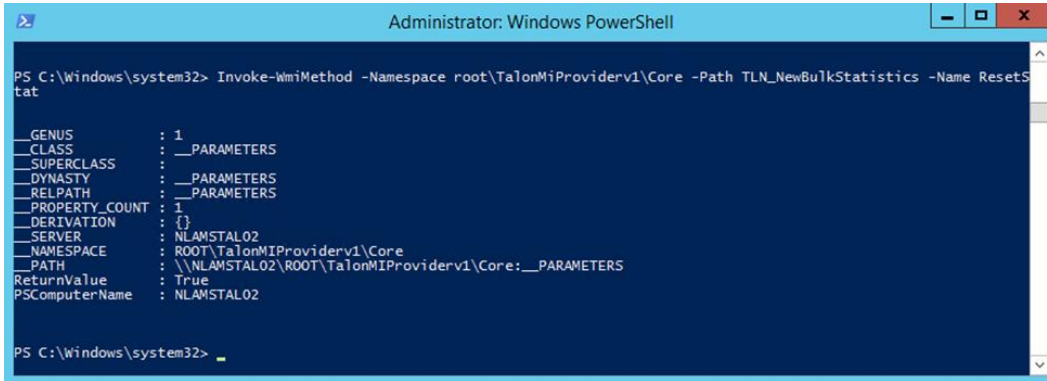 Administrator: Windows PowerShell
PS C:\Windows\system32> Invoke-WmiMethod -Namespace root\TalonMiProviderv1\Core -Path TLN_NewBulkStatistics -Name ResetS
tat
__GENUS : 1
__CLASS : __PARAMETERS
__SUPERCLASS :
__DYNASTY : __PARAMETERS
__RELPATH : __PARAMETERS
__PROPERTY_COUNT : 1
__DERIVATION : {}
__SERVER : NLAMSTAL02
__NAMESPACE : ROOT\TalonMIProviderv1\Core
__PATH : \\NLAMSTAL02\ROOT\TalonMIProviderv1\Core:__PARAMETERS
ReturnValue : True
PSComputerName : NLAMSTAL02
PS C:\Windows\system32> _